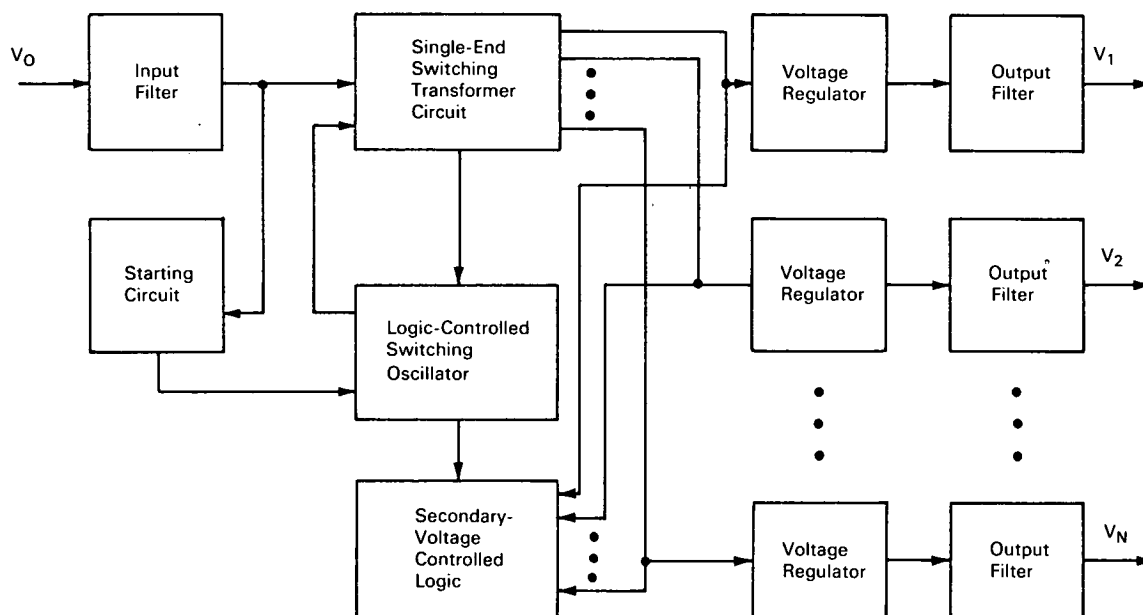 V0
Input
Filter
Single-End
Switching
Transformer
Circuit
Voltage
Regulator
Output
Filter
V1
Starting
Circuit
Logic-Controlled
Switching
Oscillator
Voltage
Regulator
Output
Filter
V2
Secondary-
Voltage
Controlled
Logic
Voltage
Regulator
Output
Filter
VN